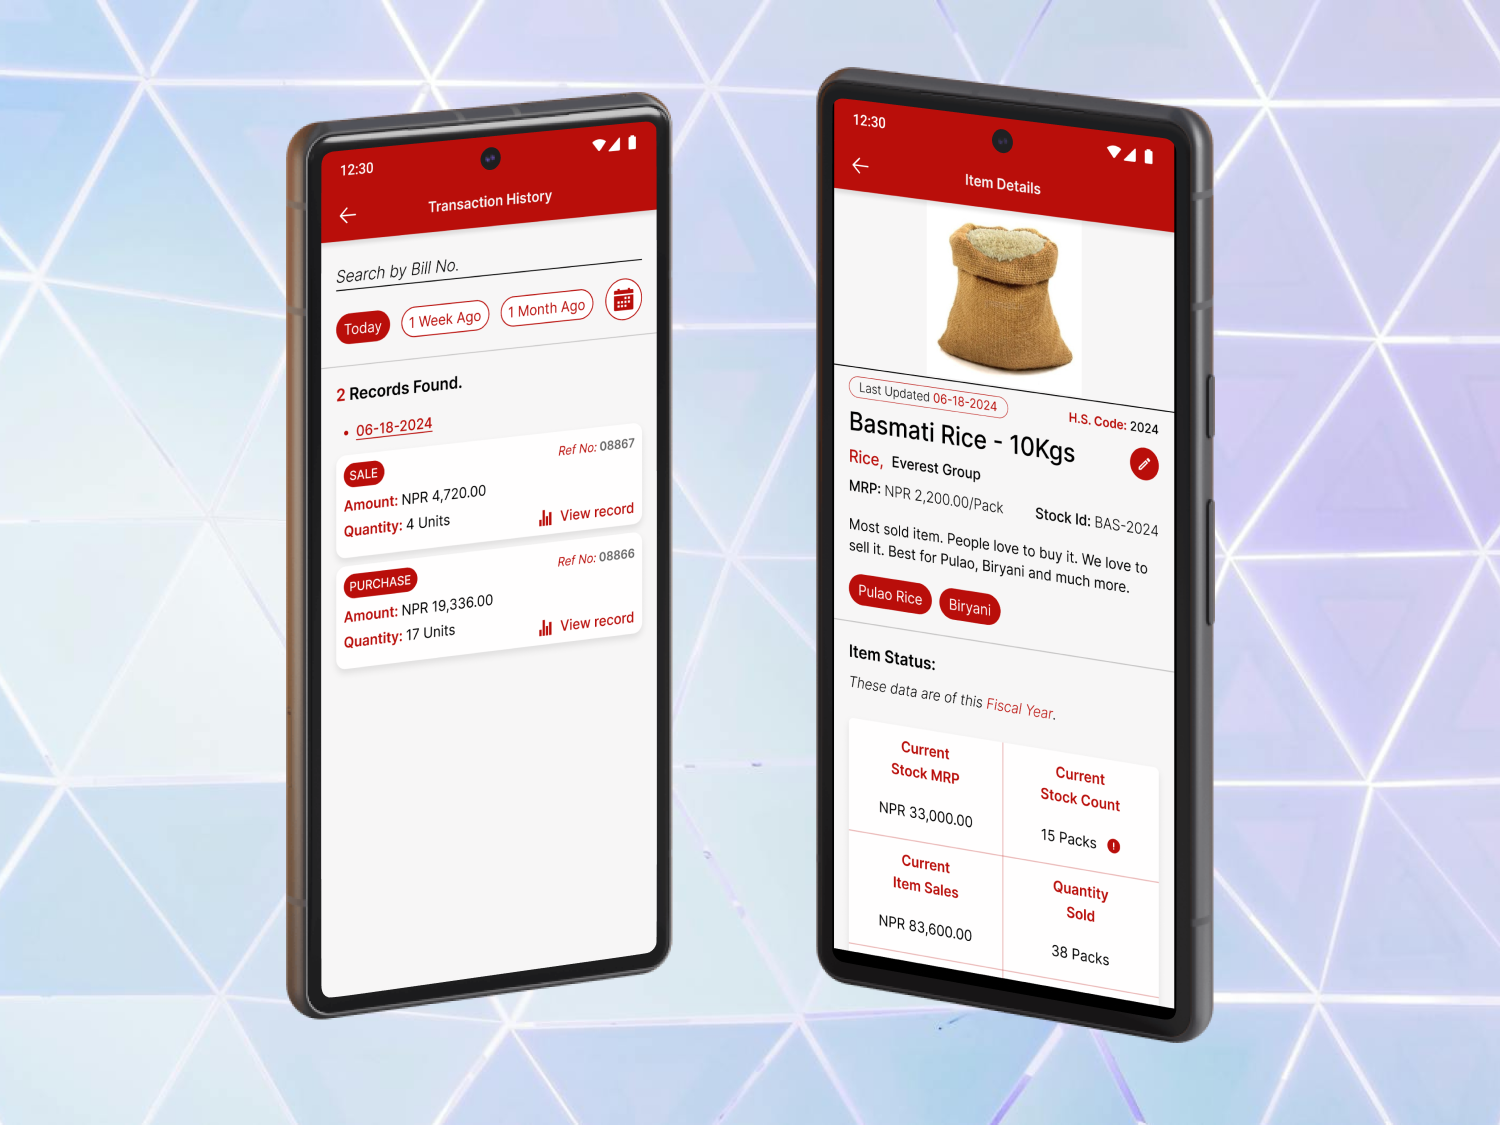 12:30
Transaction History
Search by Bill No.
Today
1 Week Ago
1 Month Ago
2 Records Found.
06-18-2024
Ref No: 08867
SALE
Amount: NPR 4,720.00
Quantity: 4 Units
View record
Ref No: 08866
PURCHASE
Amount: NPR 19,336.00
Quantity: 17 Units
View record
12:30
Item Details
Last Updated 06-18-2024
H.S. Code: 2024
Basmati Rice - 10Kgs
Rice, Everest Group
MRP: NPR 2,200.00/Pack
Stock Id: BAS-2024
Most sold item. People love to buy it. We love to
sell it. Best for Pulao, Biryani and much more.
Pulao Rice
Biryani
Item Status:
These data are of this Fiscal Year.
Current
Stock MRP
NPR 33,000.00
Current
Stock Count
15 Packs
Current
Item Sales
NPR 83,600.00
Quantity
Sold
38 Packs